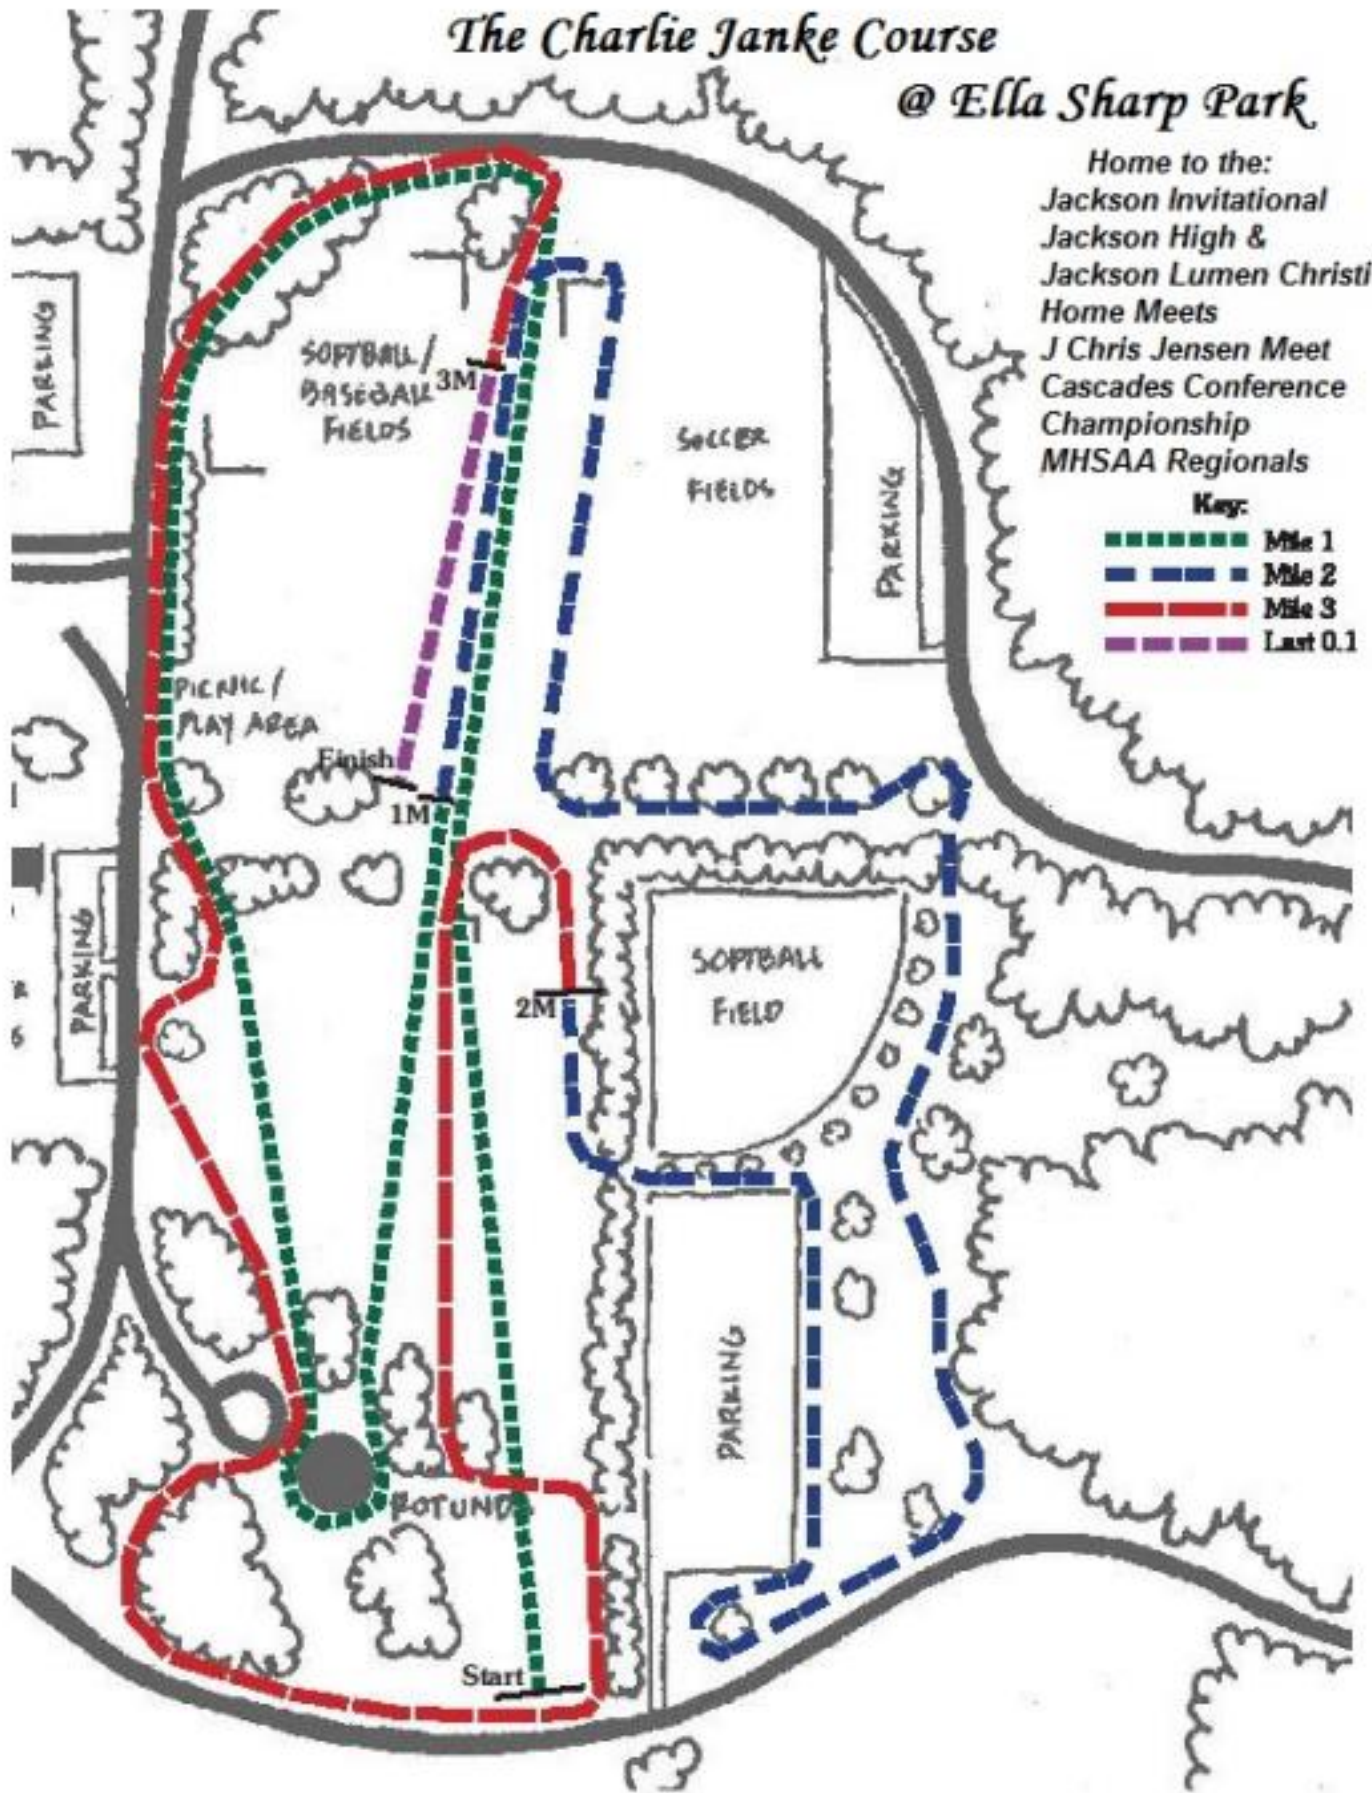 The Charlie Janke Course
@ Ella Sharp Park
Home to the:
Jackson Invitational
Jackson High &
Jackson Lumen Christi
Home Meets
J Chris Jensen Meet
Cascades Conference
Championship
MHSAA Regionals
Key:
Mile 1
Mile 2
Mile 3
Last 0.1
PARKING
SOFTBALL/
BASEBALL
FIELDS
3M
SOCCER
FIELDS
PARKING
PICNIC/
PLAY AREA
Finish
1M
PARKING
SOFTBALL
FIELD
2M
PARKING
ROTUND
Start